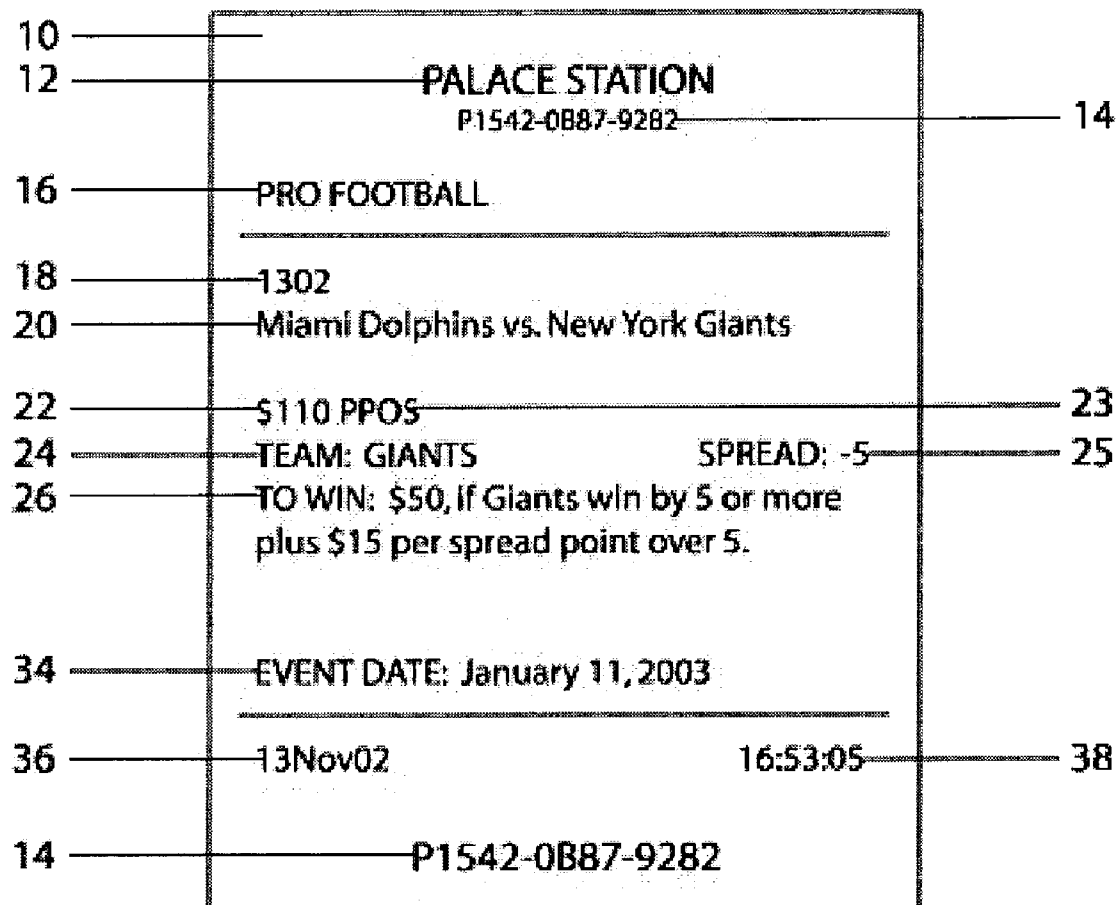 10
12 PALACE STATION
P1542-0B87-9282 14
16 PRO FOOTBALL
18 1302
20 Miami Dolphins vs. New York Giants
22 $110 PPOS 23
24 TEAM: GIANTS SPREAD: -5 25
26 TO WIN: $50, if Giants win by 5 or more
plus $15 per spread point over 5.
34 EVENT DATE: January 11, 2003
36 13Nov02 16:53:05 38
14 P1542-0B87-9282